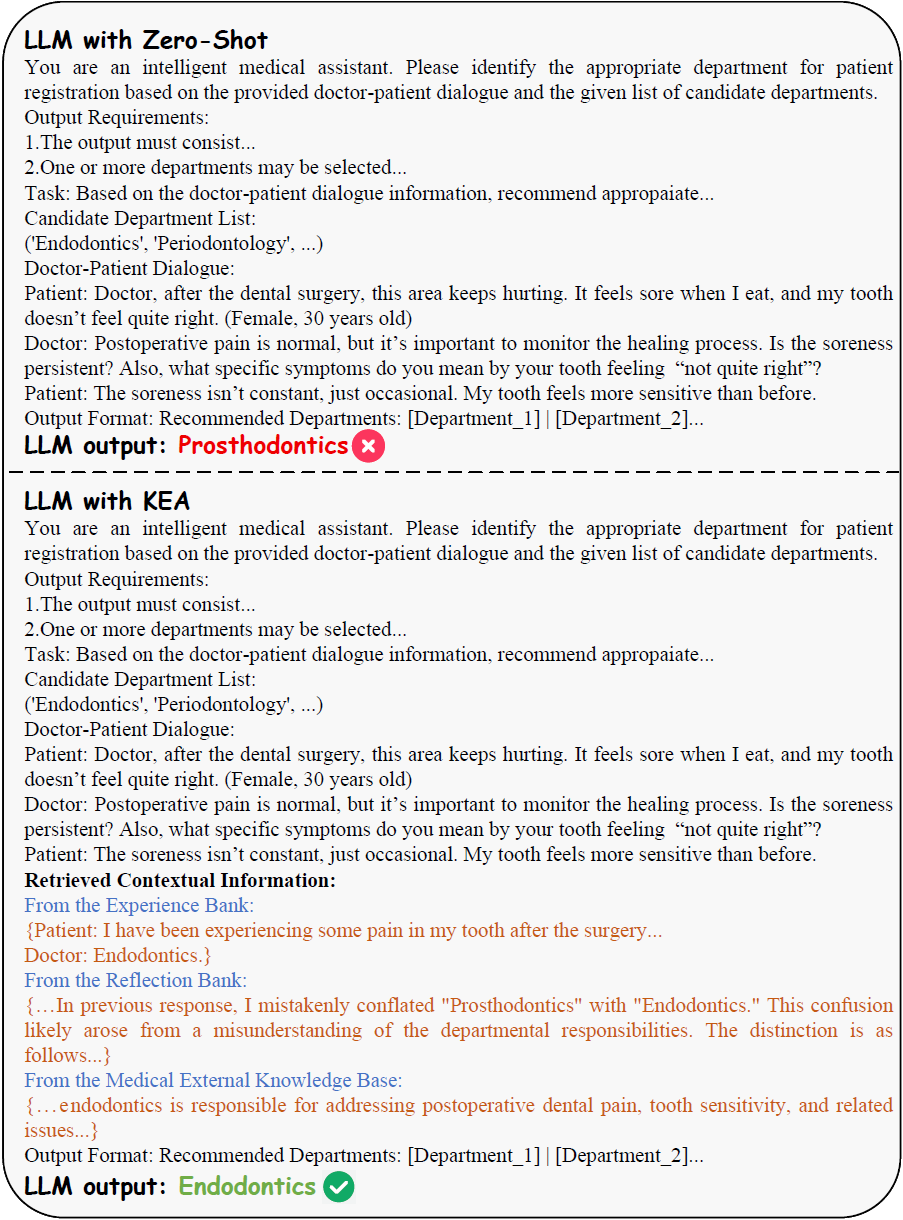 LLM with Zero-Shot
You are an intelligent medical assistant. Please identify the appropriate department for patient
registration based on the provided doctor-patient dialogue and the given list of candidate departments.
Output Requirements:
1.The output must consist...
2.One or more departments may be selected...
Task: Based on the doctor-patient dialogue information, recommend appropaiate...
Candidate Department List:
('Endodontics', 'Periodontology', ...)
Doctor-Patient Dialogue:
Patient: Doctor, after the dental surgery, this area keeps hurting. It feels sore when I eat, and my tooth
doesn’t feel quite right. (Female, 30 years old)
Doctor: Postoperative pain is normal, but it’s important to monitor the healing process. Is the soreness
persistent? Also, what specific symptoms do you mean by your tooth feeling “not quite right”?
Patient: The soreness isn’t constant, just occasional. My tooth feels more sensitive than before.
Output Format: Recommended Departments: [Department_1] | [Department_2]...
LLM output: Prosthodontics
LLM with KEA
You are an intelligent medical assistant. Please identify the appropriate department for patient
registration based on the provided doctor-patient dialogue and the given list of candidate departments.
Output Requirements:
1.The output must consist...
2.One or more departments may be selected...
Task: Based on the doctor-patient dialogue information, recommend appropaiate...
Candidate Department List:
('Endodontics', 'Periodontology', ...)
Doctor-Patient Dialogue:
Patient: Doctor, after the dental surgery, this area keeps hurting. It feels sore when I eat, and my tooth
doesn’t feel quite right. (Female, 30 years old)
Doctor: Postoperative pain is normal, but it’s important to monitor the healing process. Is the soreness
persistent? Also, what specific symptoms do you mean by your tooth feeling “not quite right”?
Patient: The soreness isn’t constant, just occasional. My tooth feels more sensitive than before.
Retrieved Contextual Information:
From the Experience Bank:
{Patient: I have been experiencing some pain in my tooth after the surgery...
Doctor: Endodontics.}
From the Reflection Bank:
{…In previous response, I mistakenly conflated "Prosthodontics" with "Endodontics." This confusion
likely arose from a misunderstanding of the departmental responsibilities. The distinction is as
follows...}
From the Medical External Knowledge Base:
{…endodontics is responsible for addressing postoperative dental pain, tooth sensitivity, and related
issues...}
Output Format: Recommended Departments: [Department_1] | [Department_2]...
LLM output: Endodontics